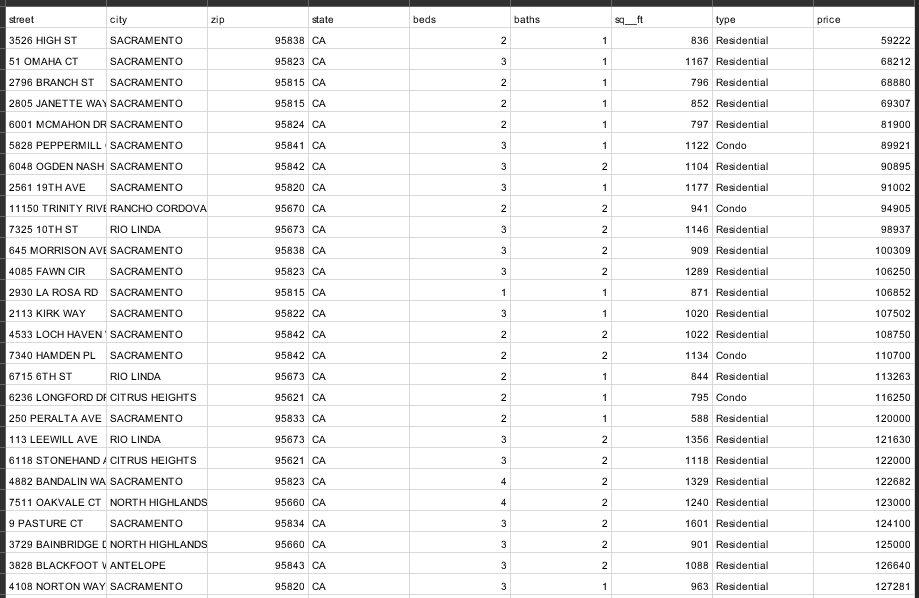 street city zip state beds baths sq__ft type price
3526 HIGH ST SACRAMENTO 95838 CA 2 1 836 Residential 59222
51 OMAHA CT SACRAMENTO 95823 CA 3 1 1167 Residential 68212
2796 BRANCH ST SACRAMENTO 95815 CA 2 1 796 Residential 68880
2805 JANETTE WAY SACRAMENTO 95815 CA 2 1 852 Residential 69307
6001 MCMAHON DR SACRAMENTO 95824 CA 2 1 797 Residential 81900
5828 PEPPERMILL SACRAMENTO 95841 CA 3 1 1122 Condo 89921
6048 OGDEN NASH SACRAMENTO 95842 CA 3 2 1104 Residential 90895
2561 19TH AVE SACRAMENTO 95820 CA 3 1 1177 Residential 91002
11150 TRINITY RIVE RANCHO CORDOVA 95670 CA 2 2 941 Condo 94905
7325 10TH ST RIO LINDA 95673 CA 3 2 1146 Residential 98937
645 MORRISON AVE SACRAMENTO 95838 CA 3 2 909 Residential 100309
4085 FAWN CIR SACRAMENTO 95823 CA 3 2 1289 Residential 106250
2930 LA ROSA RD SACRAMENTO 95815 CA 1 1 871 Residential 106852
2113 KIRK WAY SACRAMENTO 95822 CA 3 1 1020 Residential 107502
4533 LOCH HAVEN SACRAMENTO 95842 CA 2 2 1022 Residential 108750
7340 HAMDEN PL SACRAMENTO 95842 CA 2 2 1134 Condo 110700
6715 6TH ST RIO LINDA 95673 CA 2 1 844 Residential 113263
6236 LONGFORD DR CITRUS HEIGHTS 95621 CA 2 1 795 Condo 116250
250 PERALTA AVE SACRAMENTO 95833 CA 2 1 588 Residential 120000
113 LEEWILL AVE RIO LINDA 95673 CA 3 2 1356 Residential 121630
6118 STONEHAND A CITRUS HEIGHTS 95621 CA 3 2 1118 Residential 122000
4882 BANDALIN WA SACRAMENTO 95823 CA 4 2 1329 Residential 122682
7511 OAKVALE CT NORTH HIGHLANDS 95660 CA 4 2 1240 Residential 123000
9 PASTURE CT SACRAMENTO 95834 CA 3 2 1601 Residential 124100
3729 BAINBRIDGE D NORTH HIGHLANDS 95660 CA 3 2 901 Residential 125000
3828 BLACKFOOT W ANTELOPE 95843 CA 3 2 1088 Residential 126640
4108 NORTON WAY SACRAMENTO 95820 CA 3 1 963 Residential 127281